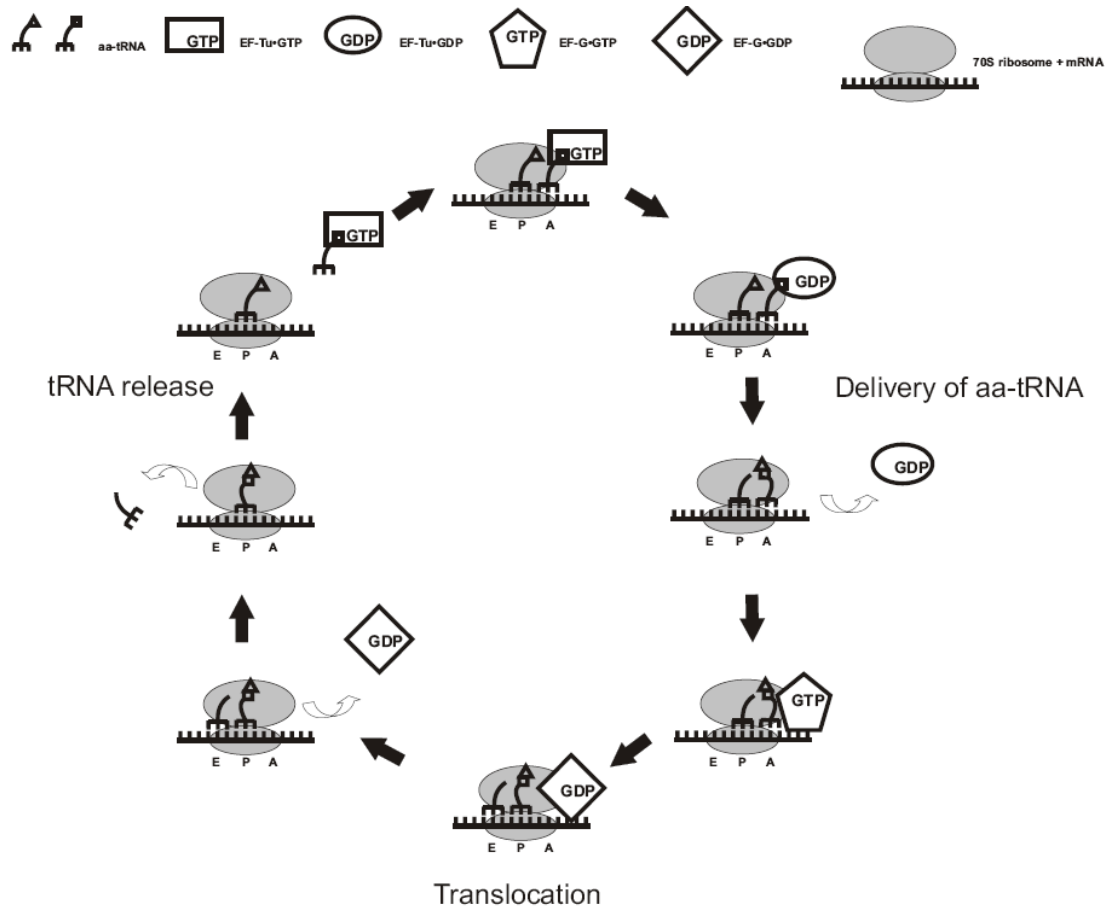 GTP GDP GTP GDP
aa-tRNA EF-Tu•GTP EF-Tu•GDP EF-G•GTP EF-G•GDP
70S ribosome + mRNA
GTP
E P A
GTP
GDP
E P A
E P A
tRNA release
Delivery of aa-tRNA
GDP
E P A
E P A
GDP
GTP
E P A
E P A
GDP
E P A
Translocation